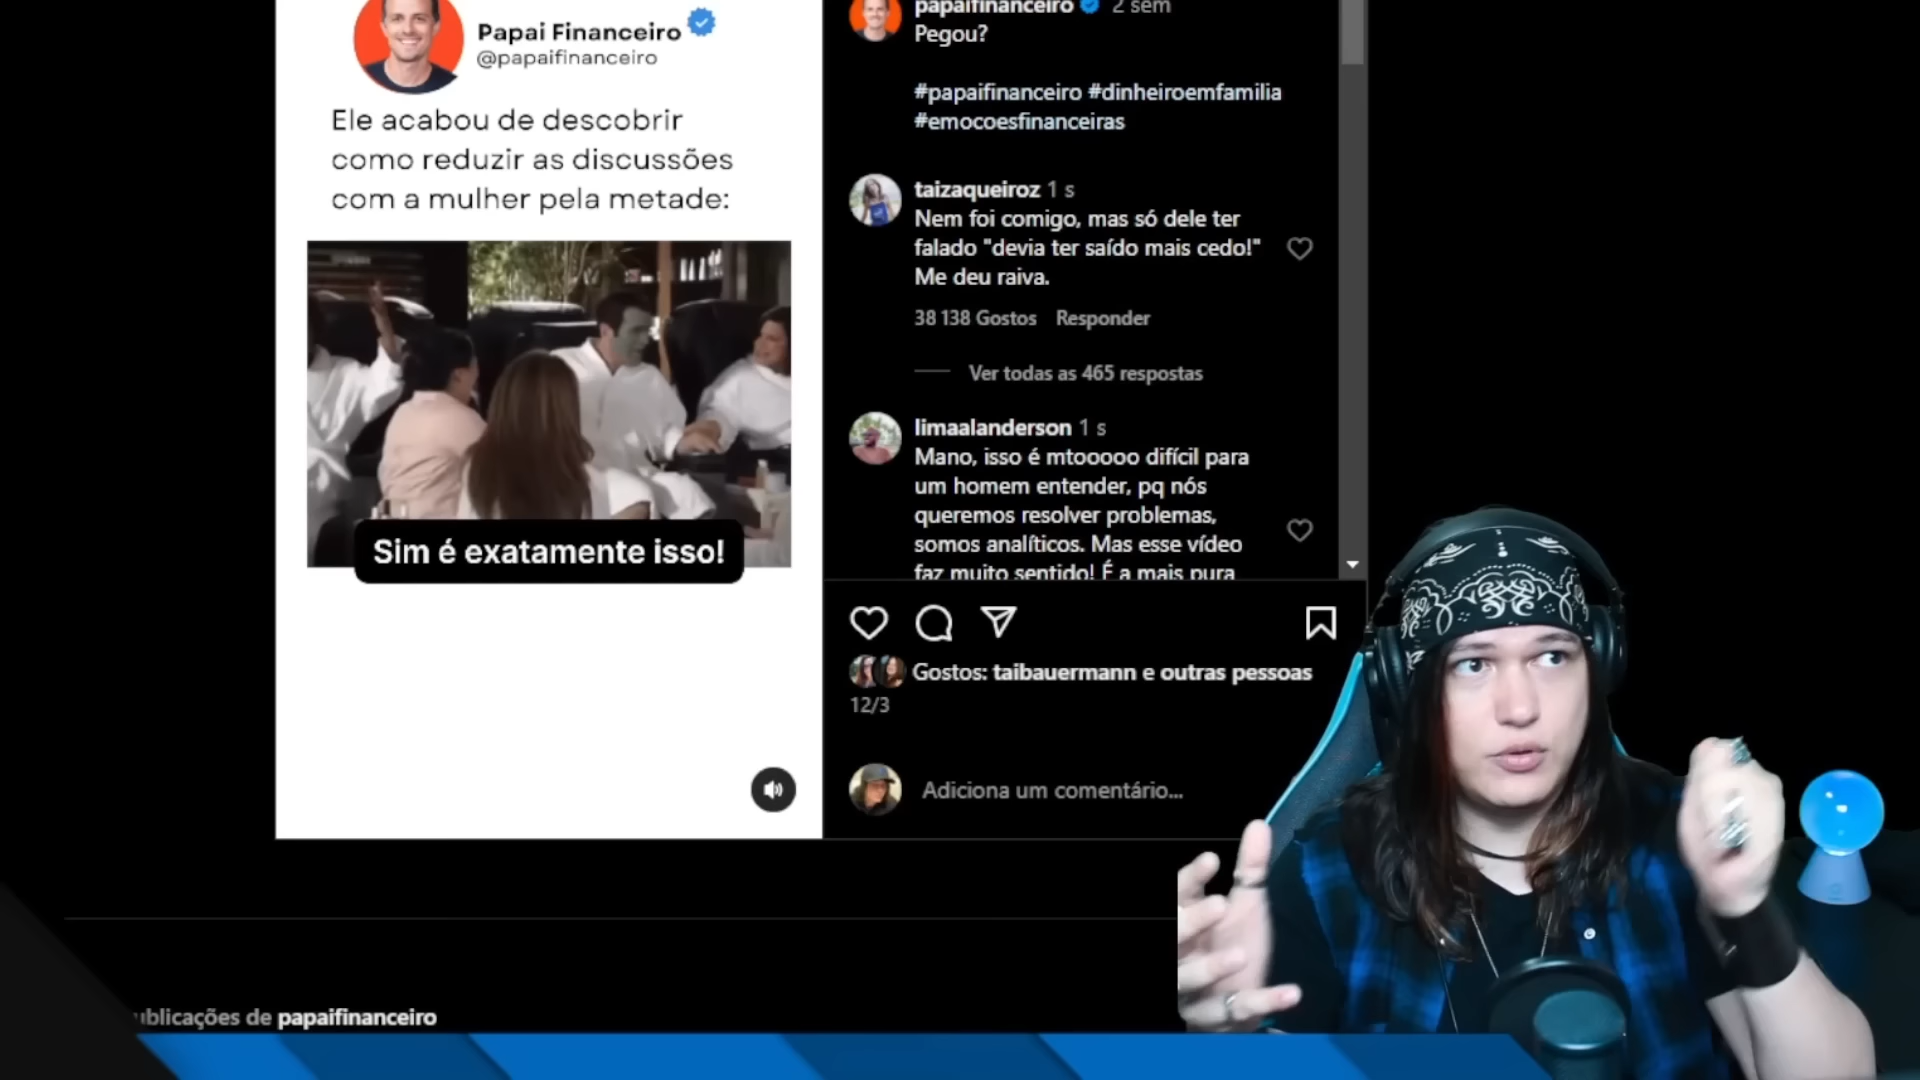 Papai Financeiro
@papaifinanceiro
Ele acabou de descobrir
como reduzir as discussões
com a mulher pela metade:
Sim é exatamente isso!
papaifinanceiro 2 sem
Pegou?
#papaifinanceiro #dinheiroemfamilia
#emocoesfinanceiras
taizaqueiroz 1 s
Nem foi comigo, mas só dele ter
falado "devia ter saído mais cedo!"
Me deu raiva.
38 138 Gostos Responder
Ver todas as 465 respostas
limaalanderson 1 s
Mano, isso é mtooooo difícil para
um homem entender, pq nós
queremos resolver problemas,
somos analíticos. Mas esse vídeo
faz muito sentido! É a mais pura
Gostos: taibauermann e outras pessoas
12/3
Adiciona um comentário...
ublicações de papaifinanceiro